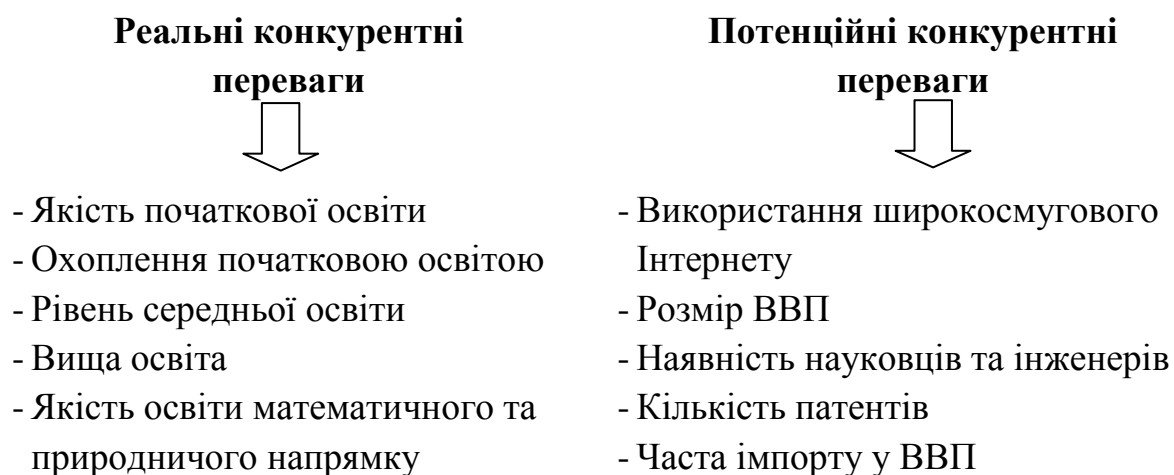 Реальні конкурентні
переваги
- Якість початкової освіти
- Охоплення початковою освітою
- Рівень середньої освіти
- Вища освіта
- Якість освіти математичного та
природничого напрямку
Потенційні конкурентні
переваги
- Використання широкосмугового
Інтернету
- Розмір ВВП
- Наявність науковців та інженерів
- Кількість патентів
- Часта імпорту у ВВП